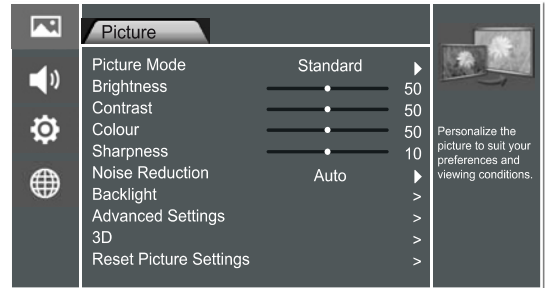 Picture
Picture Mode Standard
Brightness 50
Contrast 50
Colour 50
Sharpness 10
Noise Reduction Auto
Backlight >
Advanced Settings >
3D >
Reset Picture Settings >
Personalize the
picture to suit your
preferences and
viewing conditions.